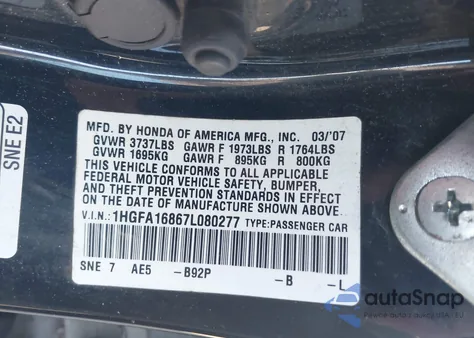 SNE E2
MFD. BY HONDA OF AMERICA MFG., INC. 03/'07
GVWR 3737LBS GAWR F 1973LBS R 1764LBS
GVWR 1695KG GAWR F 895KG R 800KG
THIS VEHICLE CONFORMS TO ALL APPLICABLE
FEDERAL MOTOR VEHICLE SAFETY, BUMPER,
AND THEFT PREVENTION STANDARDS IN EFFECT
ON THE DATE OF MANUFACTURE SHOWN ABOVE.
V.I.N.: 1HGFA16867L080277 TYPE:PASSENGER CAR
SNE 7 AE5 -B92P -B -L
autoSnap